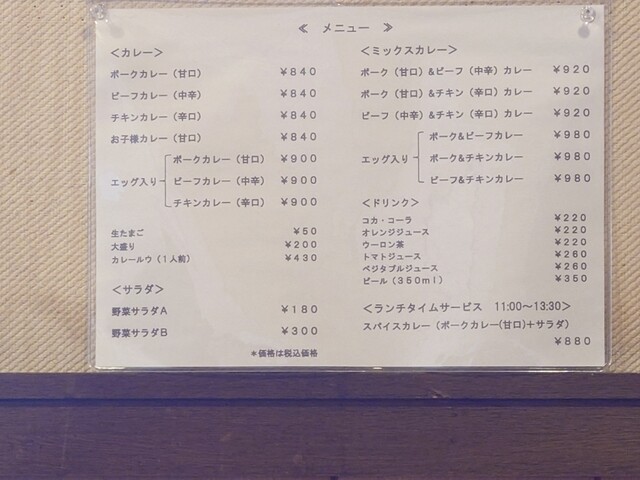 ≪ メニュー ≫
＜カレー＞
ポークカレー（甘口） ￥８４０
ビーフカレー（中辛） ￥８４０
チキンカレー（辛口） ￥８４０
お子様カレー（甘口） ￥８４０
エッグ入り
ポークカレー（甘口） ￥９００
ビーフカレー（中辛） ￥９００
チキンカレー（辛口） ￥９００
生たまご ￥５０
大盛り ￥２００
カレールウ（１人前） ￥４３０
＜サラダ＞
野菜サラダＡ ￥１８０
野菜サラダＢ ￥３００
＊価格は税込価格
＜ミックスカレー＞
ポーク（甘口）＆ビーフ（中辛）カレー ￥９２０
ポーク（甘口）＆チキン（辛口）カレー ￥９２０
ビーフ（中辛）＆チキン（辛口）カレー ￥９２０
エッグ入り
ポーク＆ビーフカレー ￥９８０
ポーク＆チキンカレー ￥９８０
ビーフ＆チキンカレー ￥９８０
＜ドリンク＞
コカ・コーラ ￥２２０
オレンジジュース ￥２２０
ウーロン茶 ￥２２０
トマトジュース ￥２６０
ベジタブルジュース ￥２６０
ビール（３５０ｍｌ） ￥３５０
＜ランチタイムサービス 11:00～13:30＞
スパイスカレー（ポークカレー(甘口)＋サラダ）
￥８８０